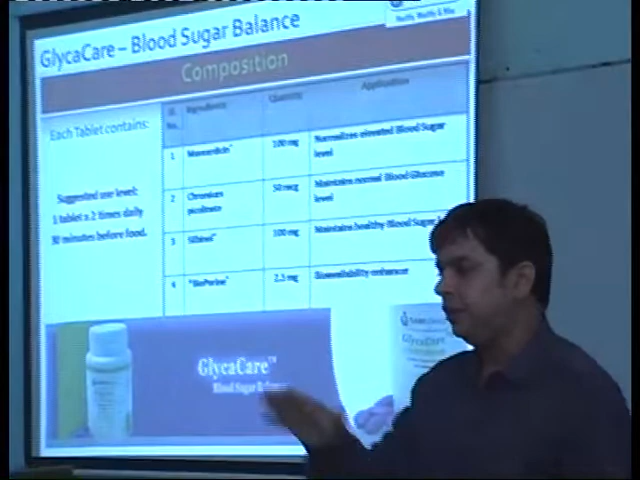 GlycaCare – Blood Sugar Balance
Composition
Each Tablet contains:
Suggested use level:
1 tablet x 2 times daily
30 minutes before food.
Sl. No. Ingredients Quantity Application
1 100 mg Normalizes elevated Blood Sugar level
2 Chromium picolinate 50 mcg Maintains normal Blood Glucose level
3 100 mg Maintains healthy Blood Sugar
4 "BioPerine" 2.5 mg Bioavailability enhancer
GlycaCare™
Blood Sugar
GlycaCare